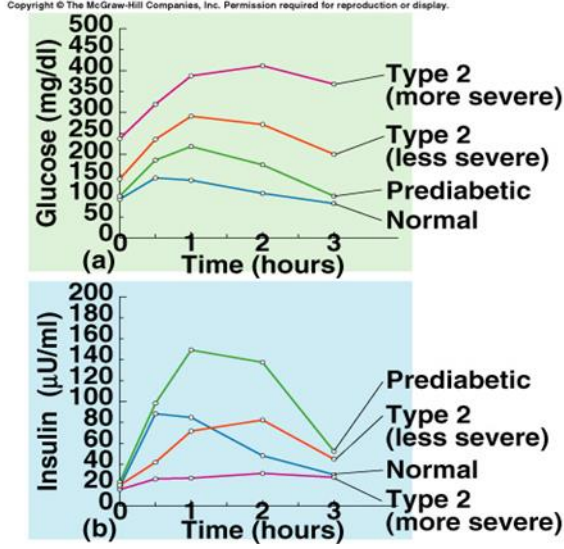 Copyright © The McGraw-Hill Companies, Inc. Permission required for reproduction or display.
500
450
400
350
300
250
200
150
100
50
0
Glucose (mg/dl)
Type 2
(more severe)
Type 2
(less severe)
Prediabetic
Normal
0 1 2 3
(a) Time (hours)
200
180
160
140
120
100
80
60
40
20
0
Insulin (μU/ml)
Prediabetic
Type 2
(less severe)
Normal
Type 2
(more severe)
0 1 2 3
(b) Time (hours)